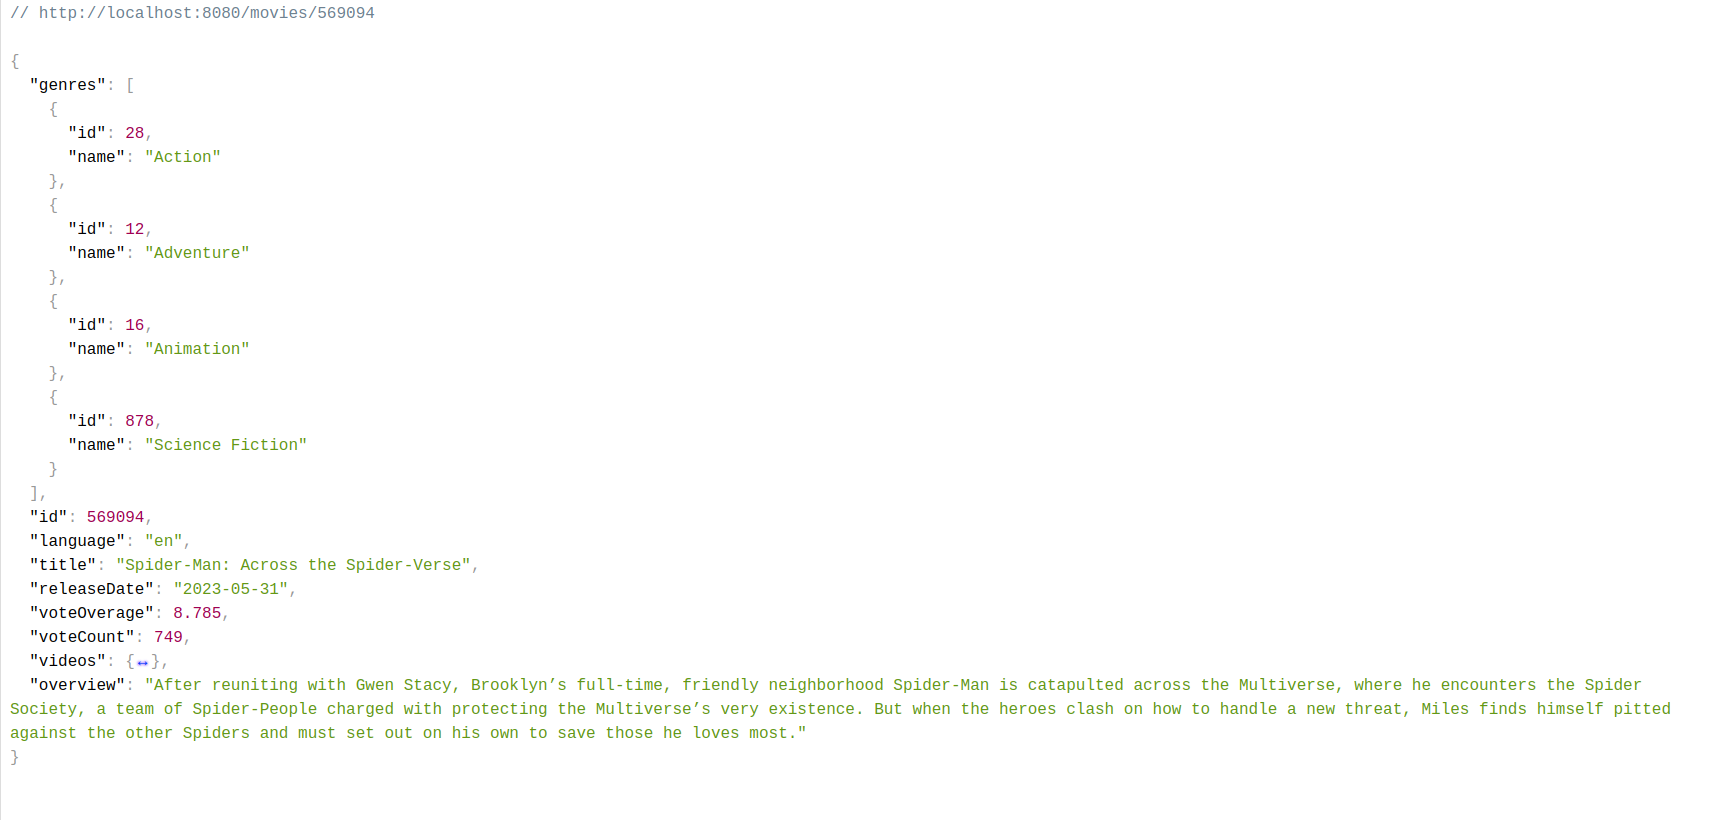 // http://localhost:8080/movies/569094
{
  "genres": [
    {
      "id": 28,
      "name": "Action"
    },
    {
      "id": 12,
      "name": "Adventure"
    },
    {
      "id": 16,
      "name": "Animation"
    },
    {
      "id": 878,
      "name": "Science Fiction"
    }
  ],
  "id": 569094,
  "language": "en",
  "title": "Spider-Man: Across the Spider-Verse",
  "releaseDate": "2023-05-31",
  "voteOverage": 8.785,
  "voteCount": 749,
  "videos": {↔},
  "overview": "After reuniting with Gwen Stacy, Brooklyn’s full-time, friendly neighborhood Spider-Man is catapulted across the Multiverse, where he encounters the Spider
Society, a team of Spider-People charged with protecting the Multiverse’s very existence. But when the heroes clash on how to handle a new threat, Miles finds himself pitted
against the other Spiders and must set out on his own to save those he loves most."
}